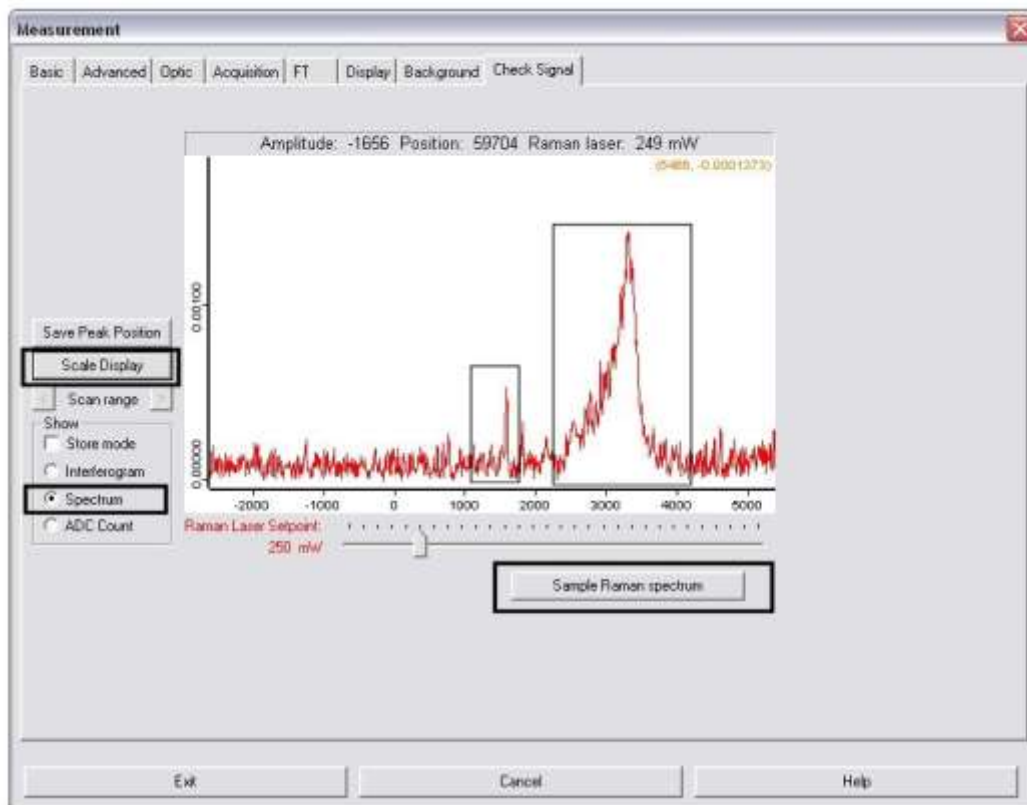 Measurement
Basic Advanced Optic Acquisition FT Display Background Check Signal
Amplitude: -1656 Position: 59704 Raman laser: 249 mW
0.00100
0.00000
-2000 -1000 0 1000 2000 3000 4000 5000
Save Peak Position
Scale Display
Scan range
Show
Store mode
Interferogram
Spectrum
ADC Count
Raman Laser Setpoint:
250 mW
Sample Raman spectrum
Exit Cancel Help